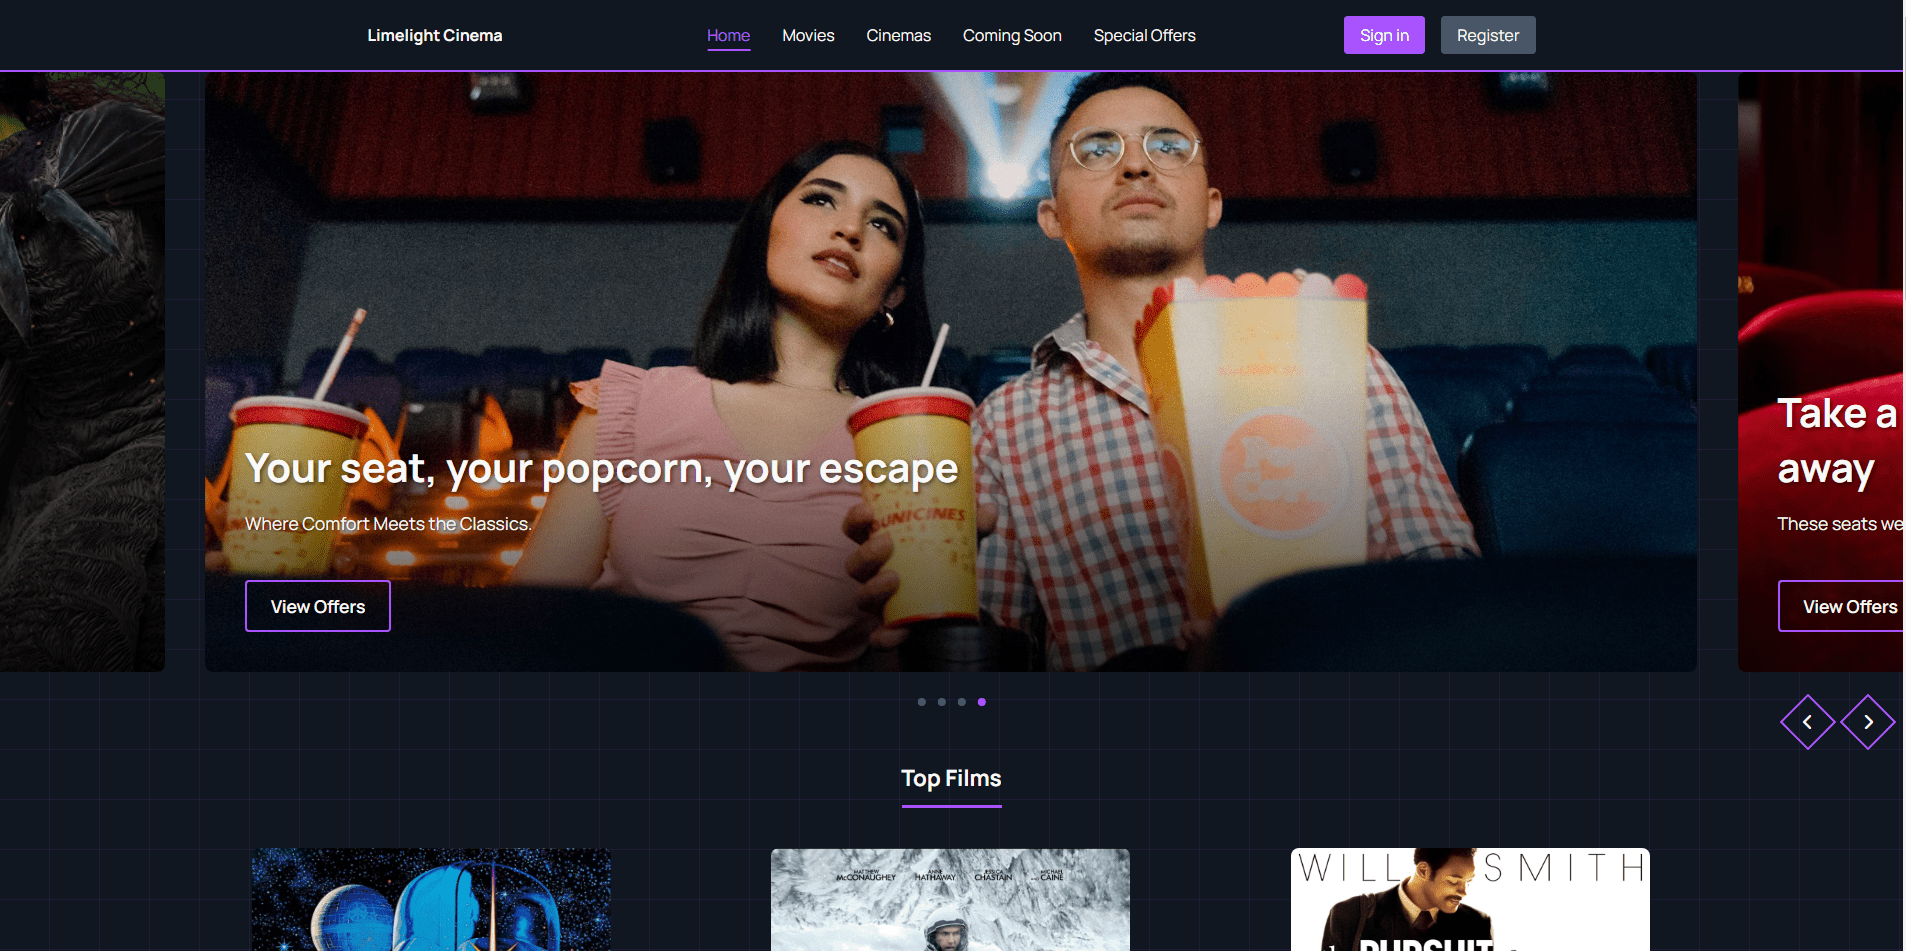 Limelight Cinema
Home
Movies
Cinemas
Coming Soon
Special Offers
Sign in
Register
Your seat, your popcorn, your escape
Where Comfort Meets the Classics.
View Offers
UNICINES
Take a
away
These seats we
View Offers
Top Films
MATTHEW McCONAUGHEY
ANNE HATHAWAY
JESSICA CHASTAIN
MICHAEL CAINE
WILL SMITH
PURSUIT